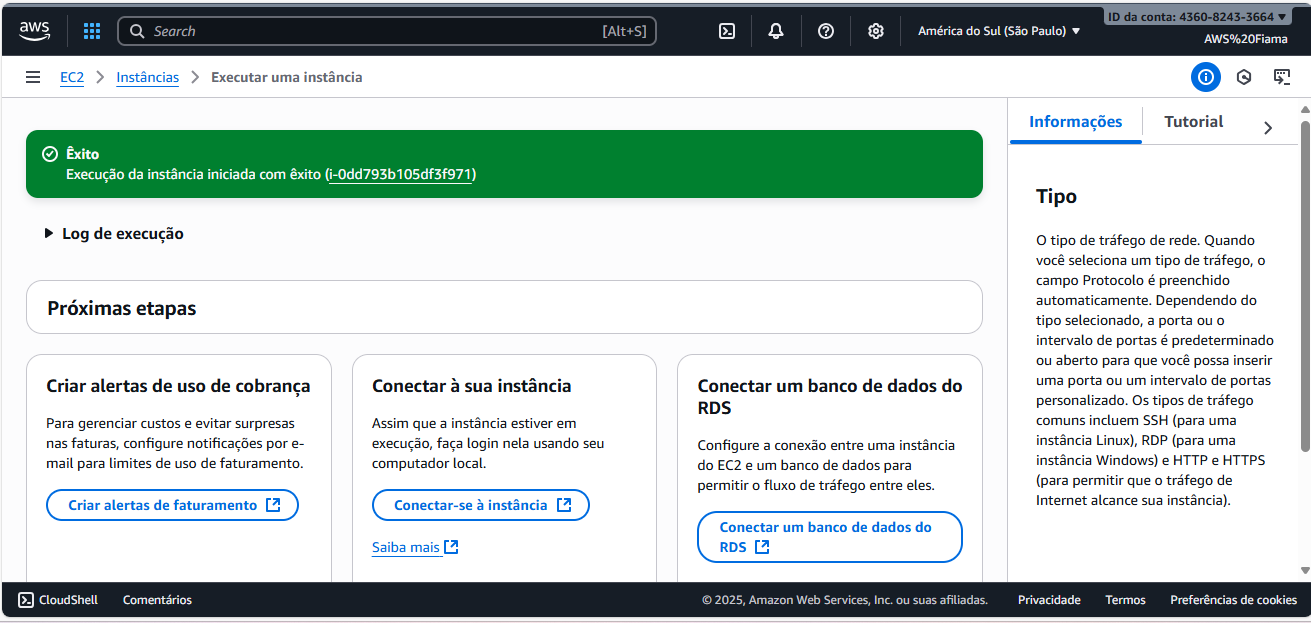 aws
Search
[Alt+S]
América do Sul (São Paulo)
ID da conta: 4360-8243-3664
AWS%20Fiama
EC2
Instâncias
Executar uma instância
Êxito
Execução da instância iniciada com êxito (i-0dd793b105df3f971)
Log de execução
Próximas etapas
Criar alertas de uso de cobrança
Para gerenciar custos e evitar surpresas
nas faturas, configure notificações por e-
mail para limites de uso de faturamento.
Criar alertas de faturamento
Conectar à sua instância
Assim que a instância estiver em
execução, faça login nela usando seu
computador local.
Conectar-se à instância
Saiba mais
Conectar um banco de dados do
RDS
Configure a conexão entre uma instância
do EC2 e um banco de dados para
permitir o fluxo de tráfego entre eles.
Conectar um banco de dados do
RDS
Informações
Tutorial
Tipo
O tipo de tráfego de rede. Quando
você seleciona um tipo de tráfego, o
campo Protocolo é preenchido
automaticamente. Dependendo do
tipo selecionado, a porta ou o
intervalo de portas é predeterminado
ou aberto para que você possa inserir
uma porta ou um intervalo de portas
personalizado. Os tipos de tráfego
comuns incluem SSH (para uma
instância Linux), RDP (para uma
instância Windows) e HTTP e HTTPS
(para permitir que o tráfego de
Internet alcance sua instância).
CloudShell
Comentários
© 2025, Amazon Web Services, Inc. ou suas afiliadas.
Privacidade
Termos
Preferências de cookies